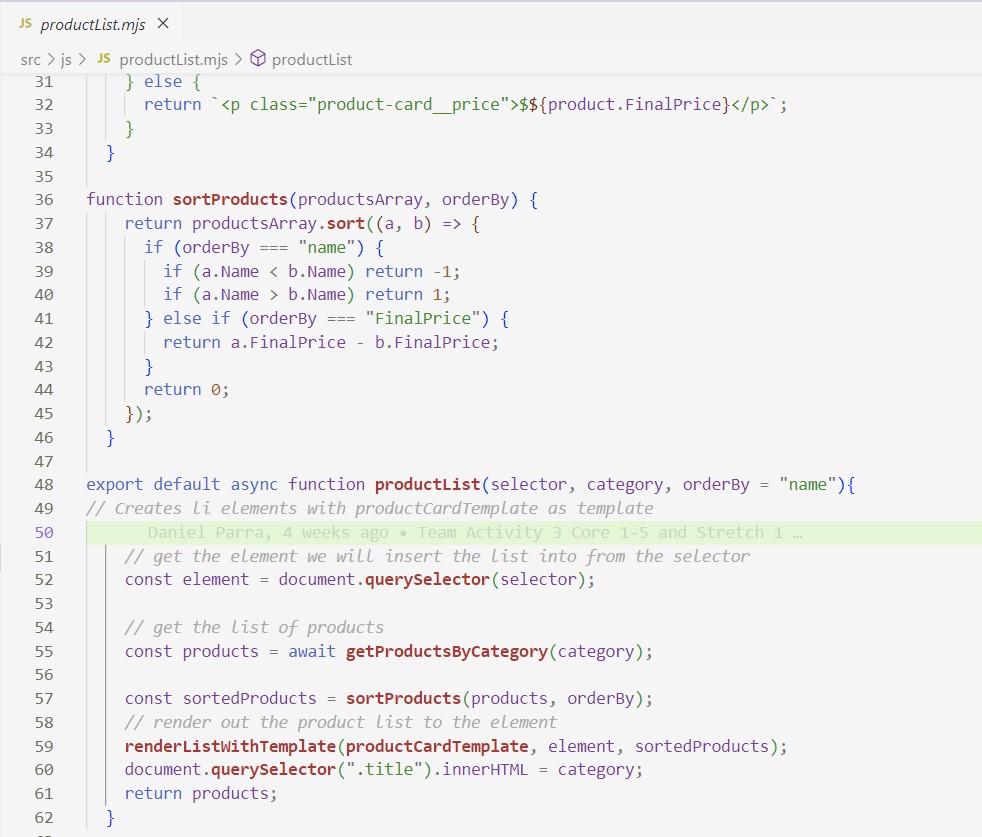 JS productList.mjs ×
src > js > JS productList.mjs > productList
31 } else {
32 return `<p class="product-card__price">$${product.FinalPrice}</p>`;
33 }
34 }
35
36 function sortProducts(productsArray, orderBy) {
37 return productsArray.sort((a, b) => {
38 if (orderBy === "name") {
39 if (a.Name < b.Name) return -1;
40 if (a.Name > b.Name) return 1;
41 } else if (orderBy === "FinalPrice") {
42 return a.FinalPrice - b.FinalPrice;
43 }
44 return 0;
45 });
46 }
47
48 export default async function productList(selector, category, orderBy = "name"){
49 // Creates li elements with productCardTemplate as template
50 Daniel Parra, 4 weeks ago • Team Activity 3 Core 1-5 and Stretch 1 …
51 // get the element we will insert the list into from the selector
52 const element = document.querySelector(selector);
53
54 // get the list of products
55 const products = await getProductsByCategory(category);
56
57 const sortedProducts = sortProducts(products, orderBy);
58 // render out the product list to the element
59 renderListWithTemplate(productCardTemplate, element, sortedProducts);
60 document.querySelector(".title").innerHTML = category;
61 return products;
62 }